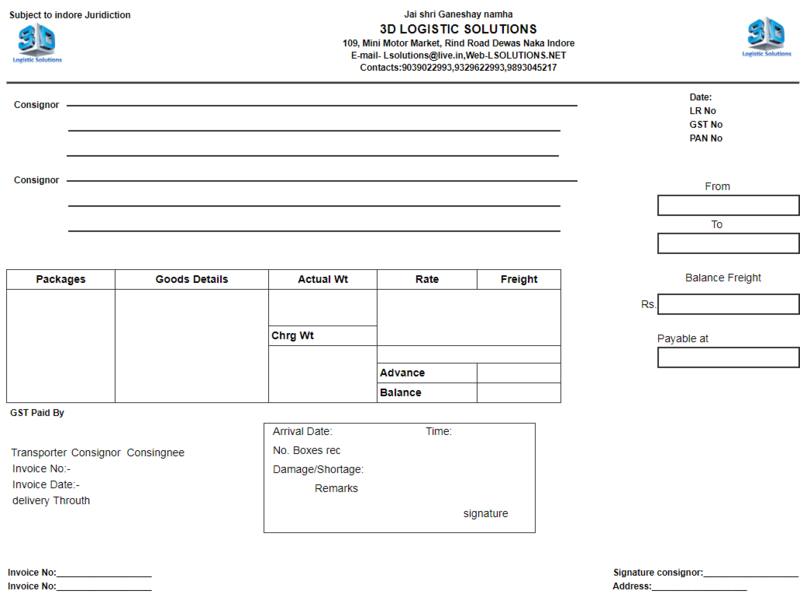 Subject to indore Juridiction
Jai shri Ganeshay namha
3D LOGISTIC SOLUTIONS
109, Mini Motor Market, Rind Road Dewas Naka Indore
E-mail- Lsolutions@live.in,Web-LSOLUTIONS.NET
Contacts:9039022993,9329622993,9893045217
3D
Logistic Solutions
3D
Logistic Solutions
Consignor
Date:
LR No
GST No
PAN No
Consignor
From
To
Balance Freight
Rs.
Payable at
Packages Goods Details Actual Wt Rate Freight
Chrg Wt
Advance
Balance
GST Paid By
Transporter Consignor Consingnee
Invoice No:-
Invoice Date:-
delivery Throuth
Arrival Date: Time:
No. Boxes rec
Damage/Shortage:
Remarks
signature
Invoice No:___________________
Invoice No:___________________
Signature consignor:___________________
Address:___________________